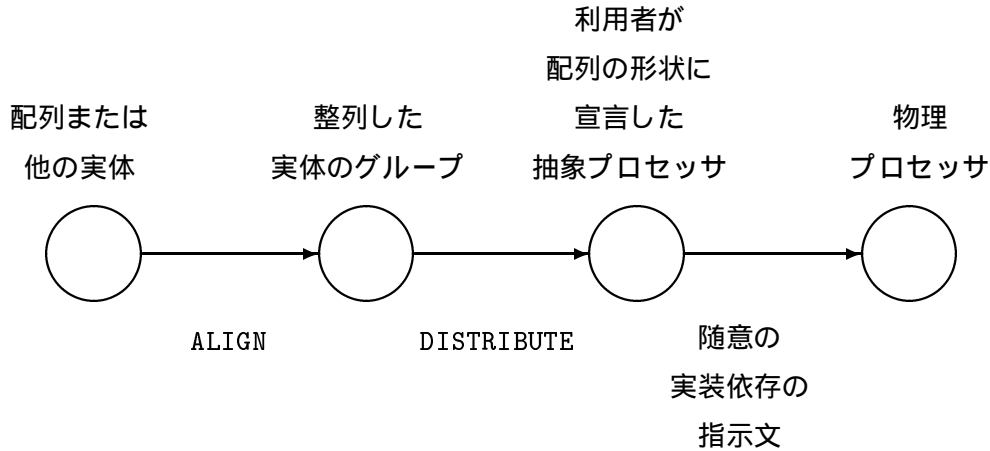 配列または
他の実体
整列した
実体のグループ
利用者が
配列の形状に
宣言した
抽象プロセッサ
物理
プロセッサ
ALIGN
DISTRIBUTE
随意の
実装依存の
指示文